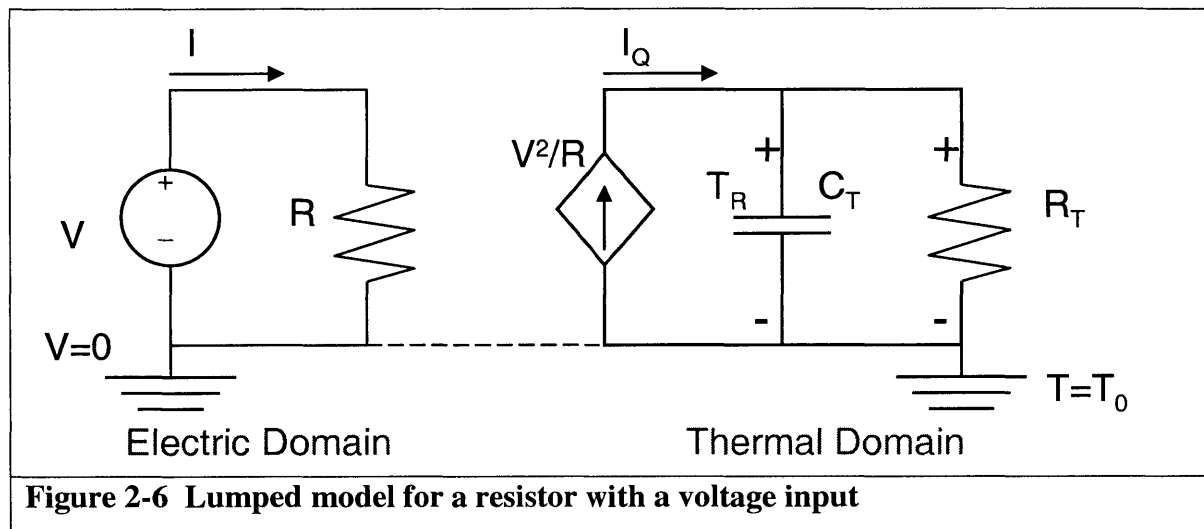 I
I_Q
V
+
–
R
V²/R
T_R
+
-
C_T
+
-
R_T
V=0
T=T₀
Electric Domain
Thermal Domain
Figure 2-6 Lumped model for a resistor with a voltage input